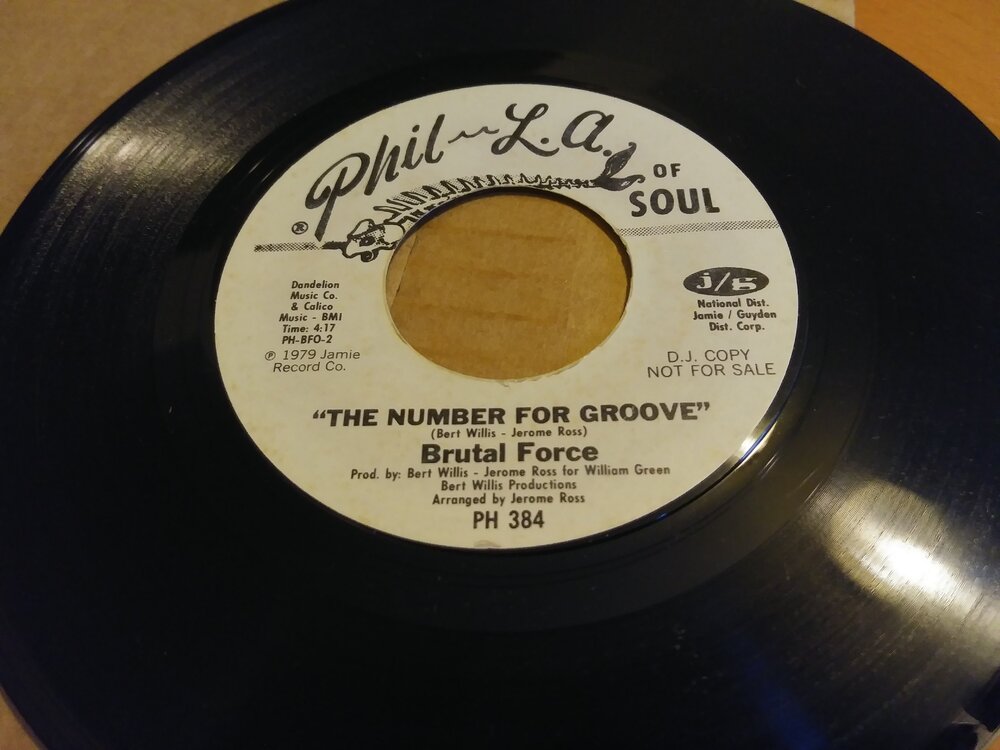 Phil-L.A.
OF
SOUL
®
Dandelion
Music Co.
& Calico
Music - BMI
Time: 4:17
PH-BFO-2
℗ 1979 Jamie
Record Co.
j/g
National Dist.
Jamie / Guyden
Dist. Corp.
D.J. COPY
NOT FOR SALE
“THE NUMBER FOR GROOVE”
(Bert Willis - Jerome Ross)
Brutal Force
Prod. by: Bert Willis - Jerome Ross for William Green
Bert Willis Productions
Arranged by Jerome Ross
PH 384